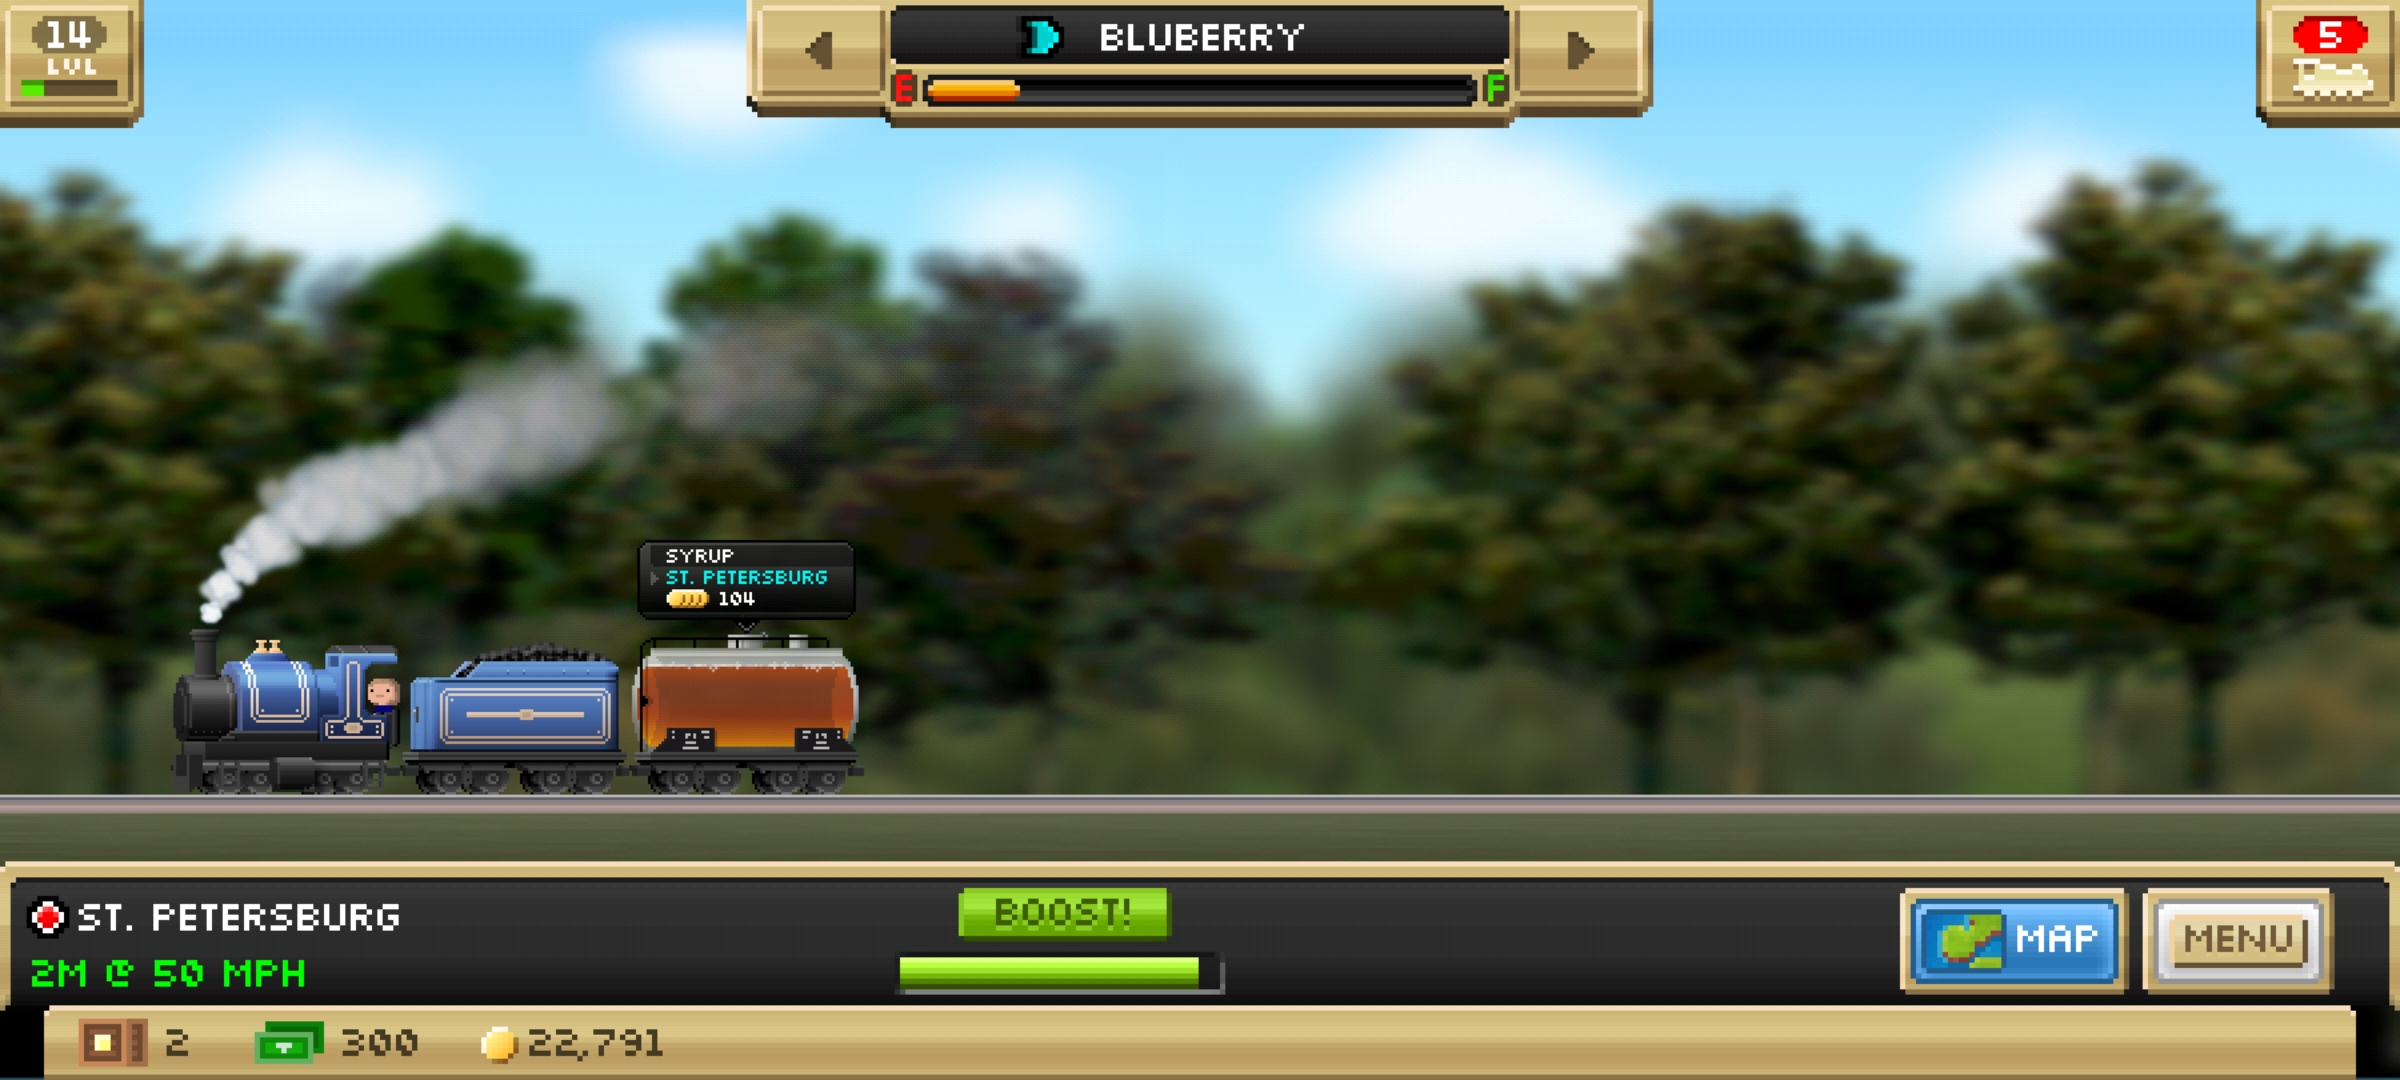 14
LVL
BLUBERRY
E F
5
SYRUP
ST. PETERSBURG
104
ST. PETERSBURG
2M @ 50 MPH
BOOST!
MAP
MENU
2 300 22,791